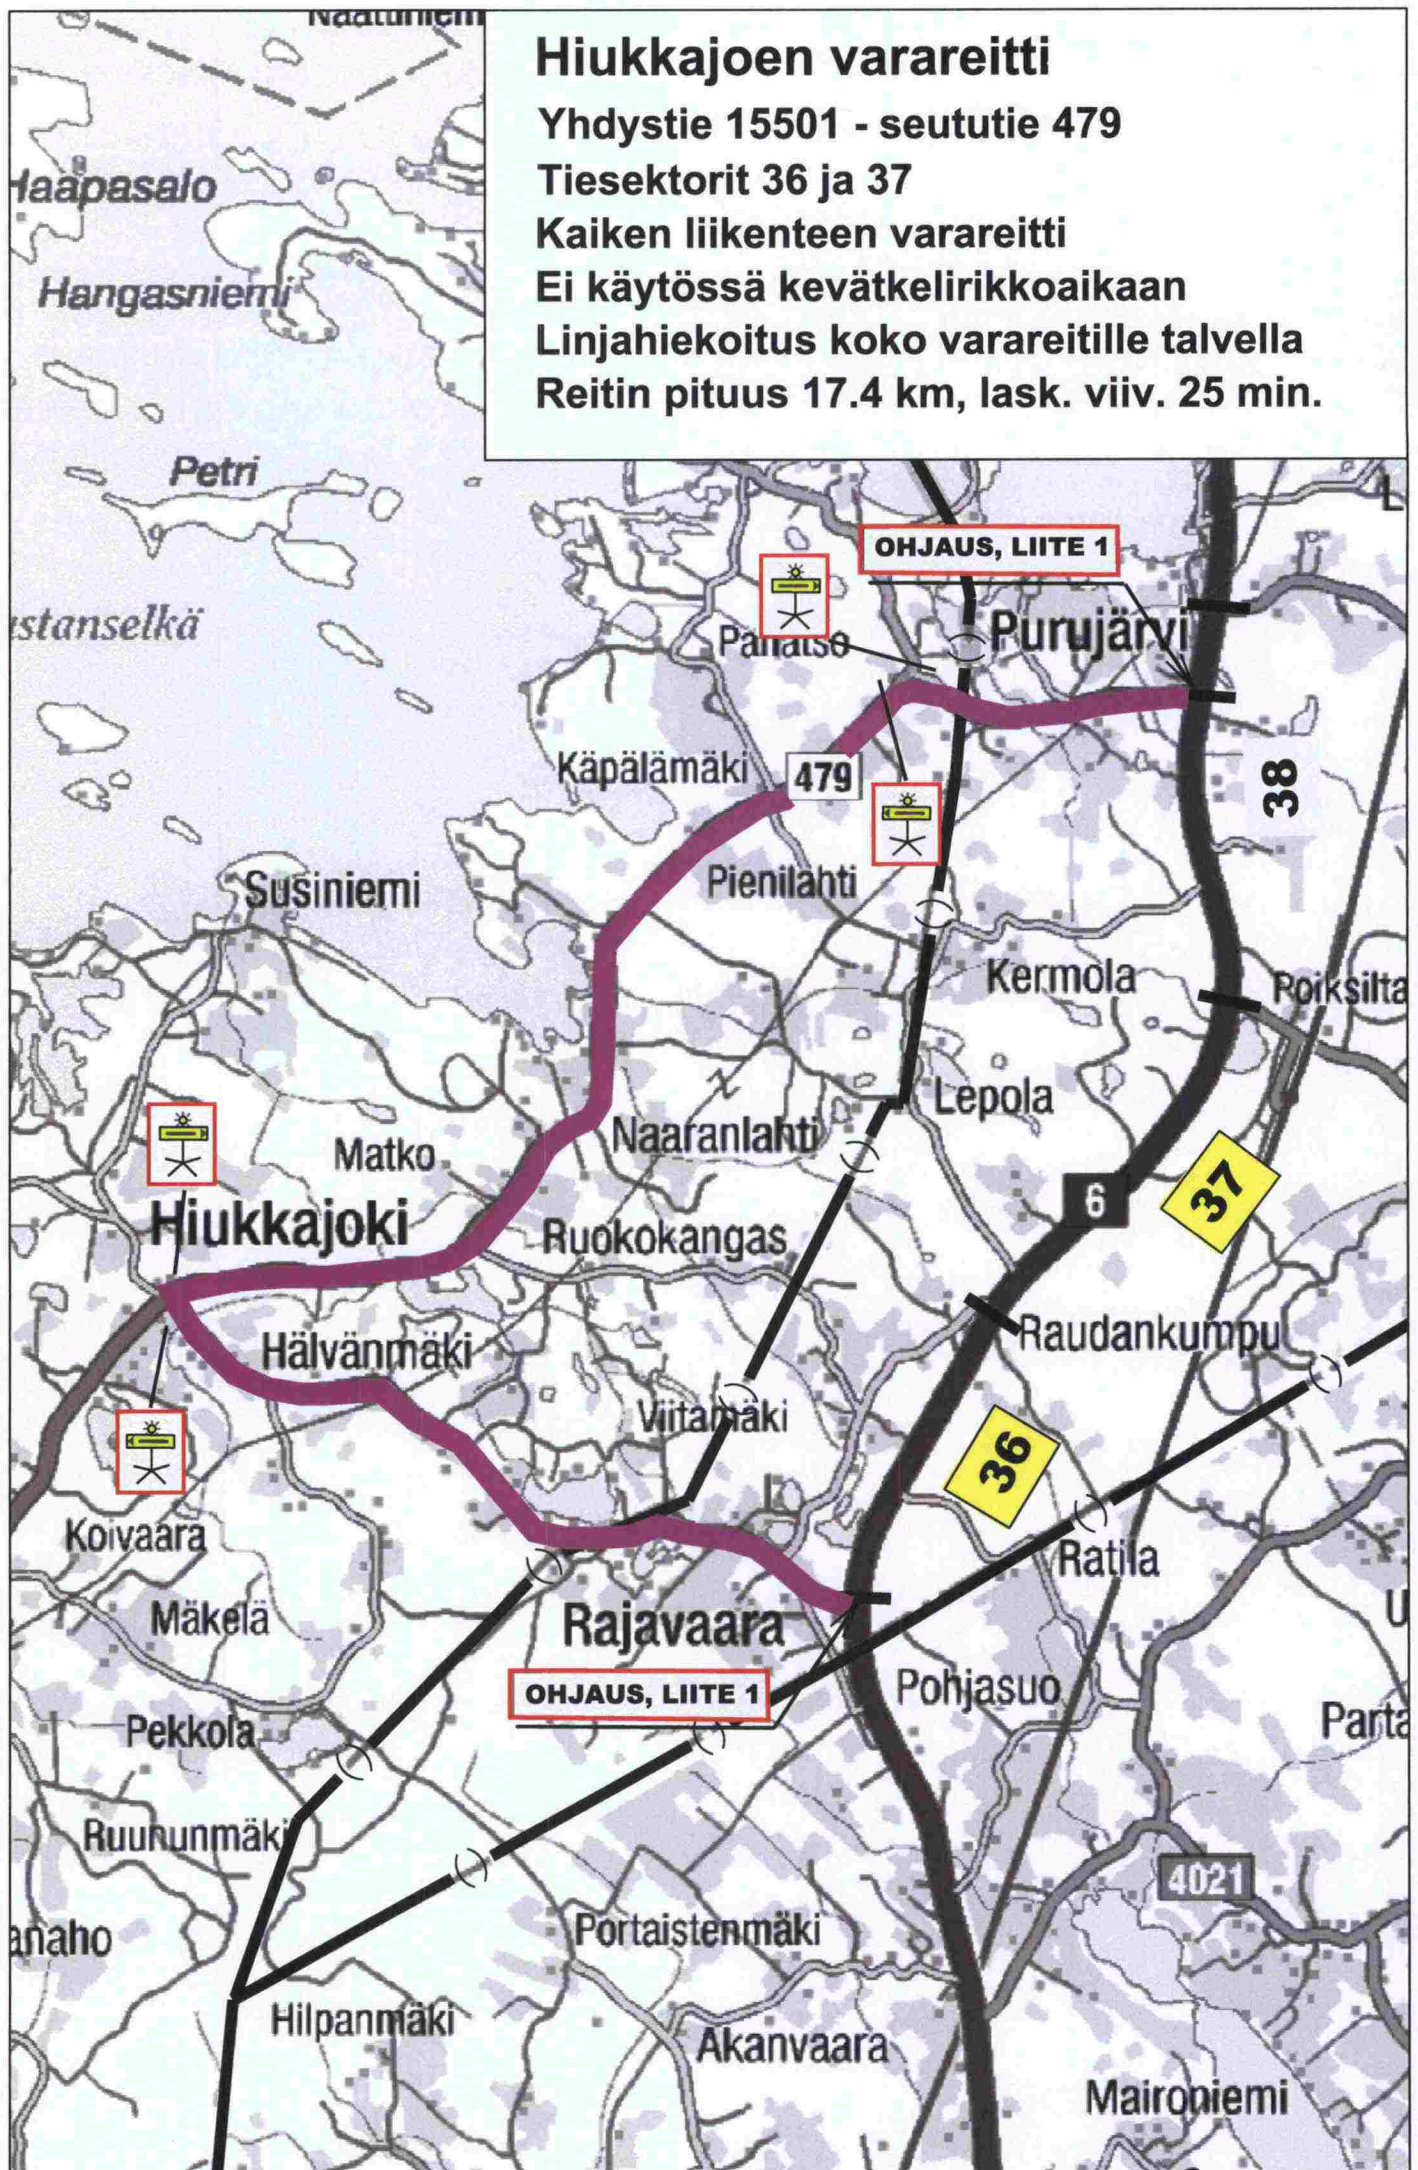 Hiukkajoen varareitti
Yhdystie 15501 - seututie 479
Tiesektorit 36 ja 37
Kaiken liikenteen varareitti
Ei käytössä kevätkelirikkoaikaan
Linjahiekoitus koko varareitille talvella
Reitin pituus 17.4 km, lask. viiv. 25 min.
Haapasalo
Hangasniemi
Petri
OHJAUS, LIITE 1
stanselkä
Purujärvi
Käpälämäki
479
38
Susiniemi
Pienilahti
Kermola
Poiksilta
Lepola
Matko
Naaranlahti
37
6
Hiukkajoki
Ruokokangas
Raudankumpu
Hälvänmäki
Viitamäki
36
Koivaara
Ratila
Mäkelä
Rajavaara
U
OHJAUS, LIITE 1
Pohjasuo
Parta
Pekkola
Ruununmäki
4021
anaho
Portaistenmäki
Hilpanmäki
Akanvaara
Maironiemi